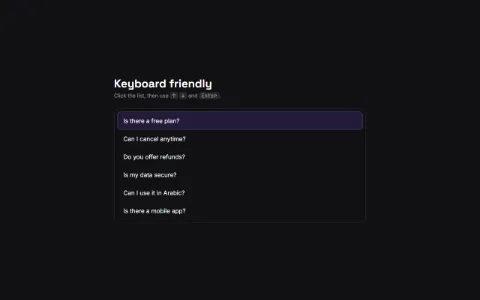 Keyboard friendly
Click the list, then use ↑ ↓ and Enter.
Is there a free plan?
Can I cancel anytime?
Do you offer refunds?
Is my data secure?
Can I use it in Arabic?
Is there a mobile app?